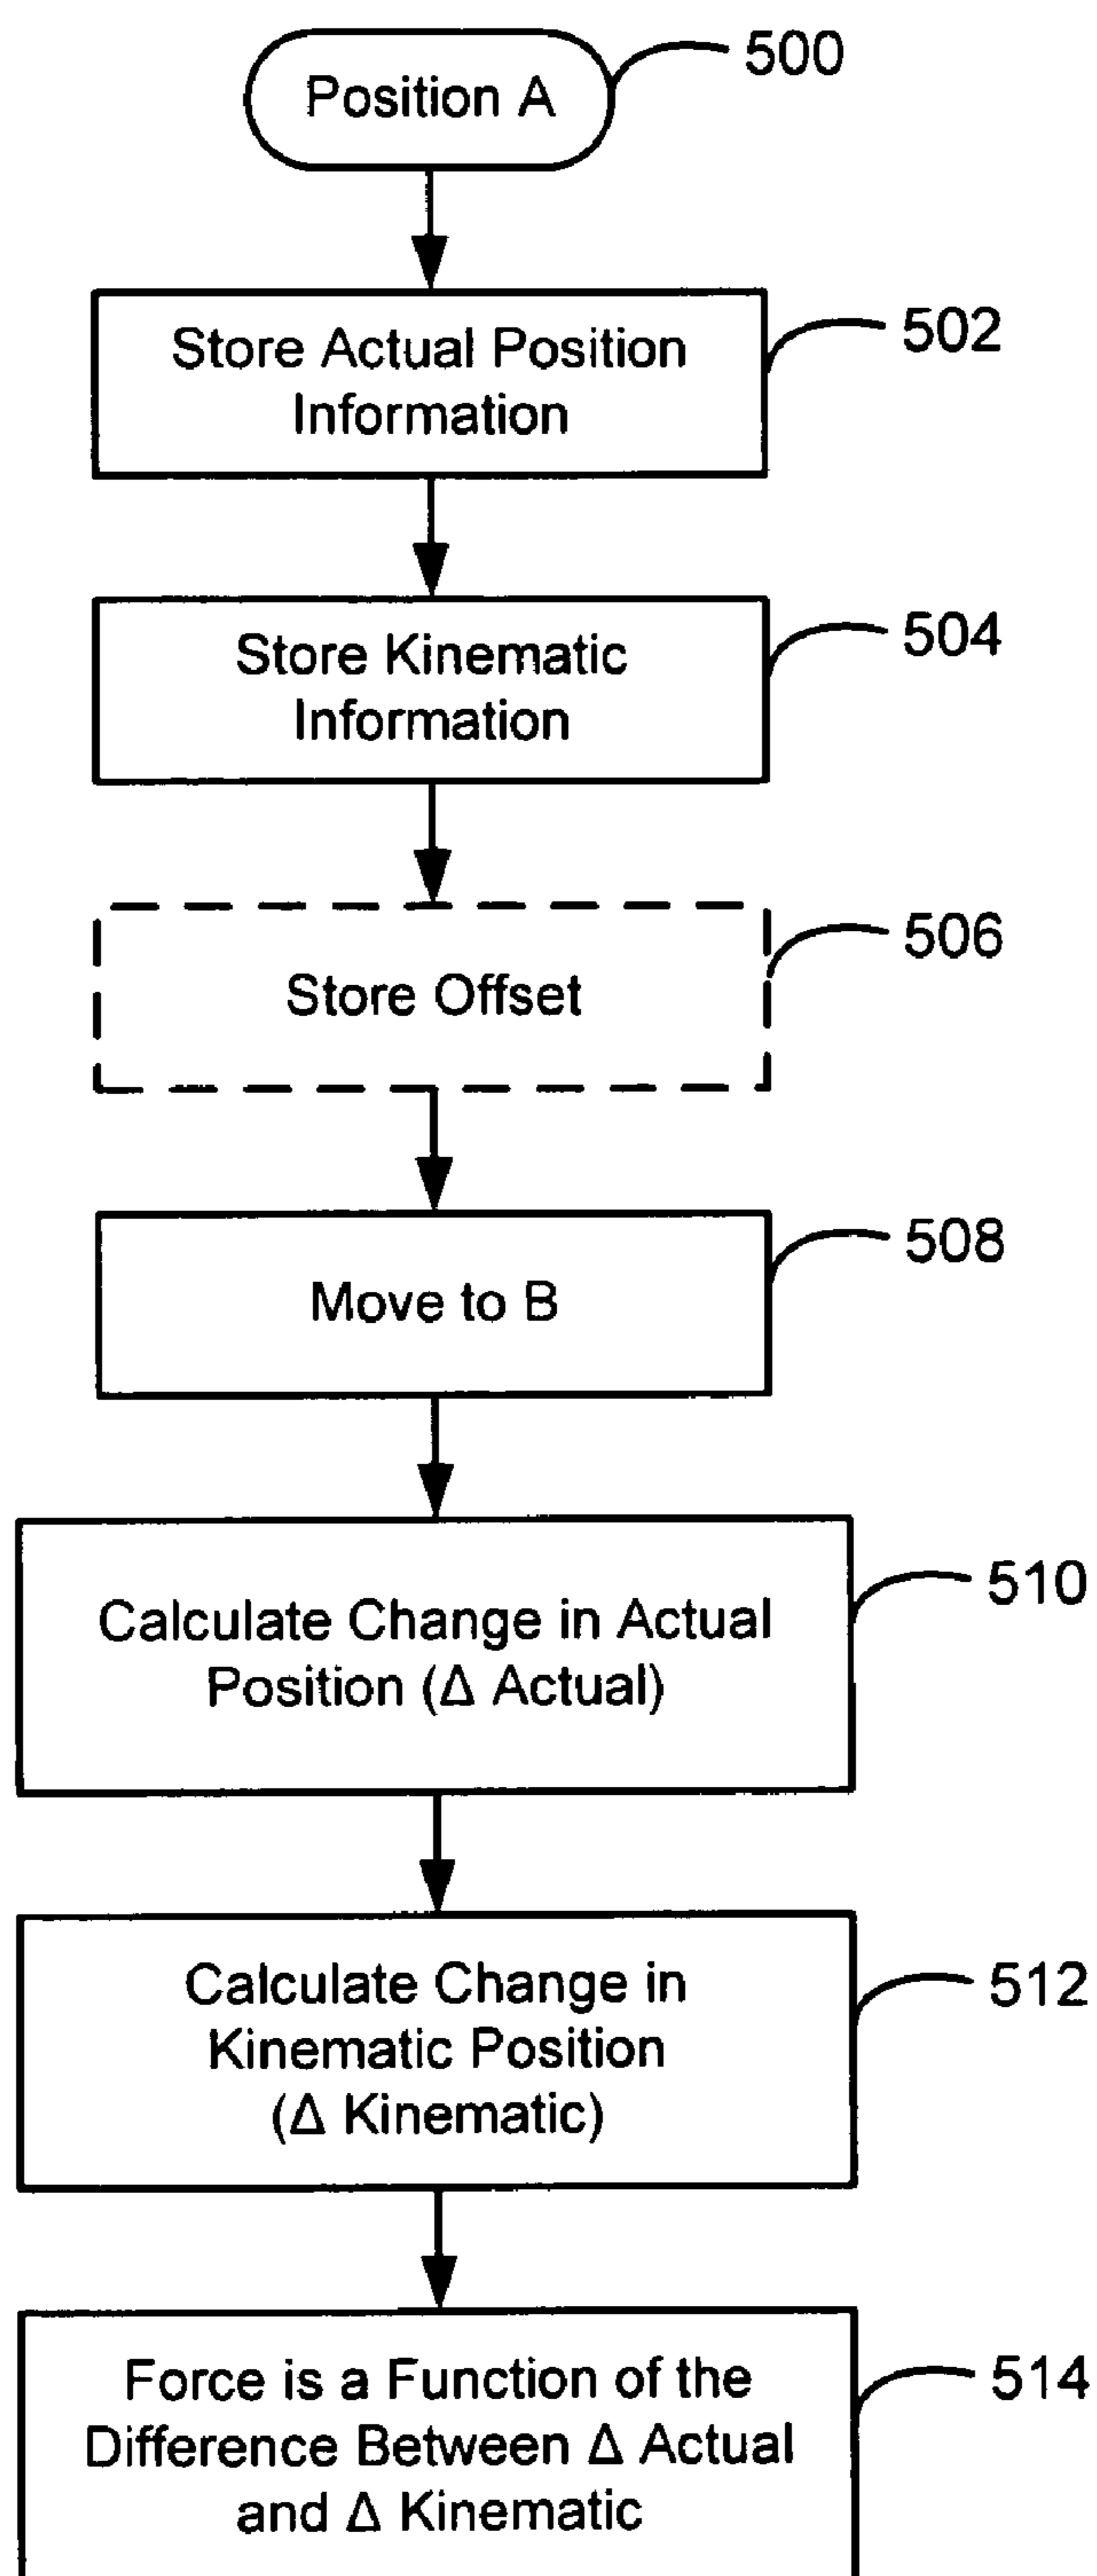 Position A
500
Store Actual Position
Information
502
Store Kinematic
Information
504
Store Offset
506
Move to B
508
Calculate Change in Actual
Position (Δ Actual)
510
Calculate Change in
Kinematic Position
(Δ Kinematic)
512
Force is a Function of the
Difference Between Δ Actual
and Δ Kinematic
514